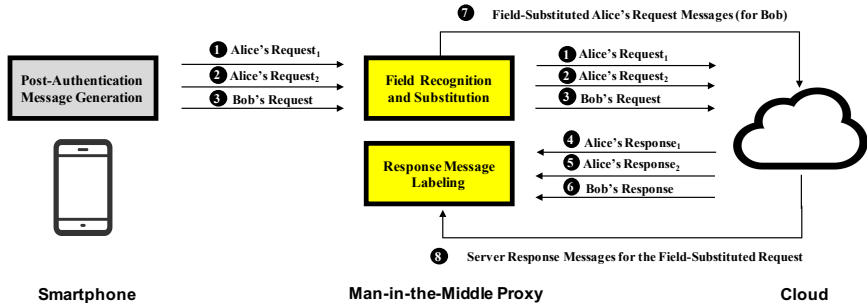 7 Field-Substituted Alice's Request Messages (for Bob)
Post-Authentication
Message Generation
1 Alice's Request1
2 Alice's Request2
3 Bob's Request
Field Recognition
and Substitution
1 Alice's Request1
2 Alice's Request2
3 Bob's Request
Response Message
Labeling
4 Alice's Response1
5 Alice's Response2
6 Bob's Response
8 Server Response Messages for the Field-Substituted Request
Smartphone
Man-in-the-Middle Proxy
Cloud